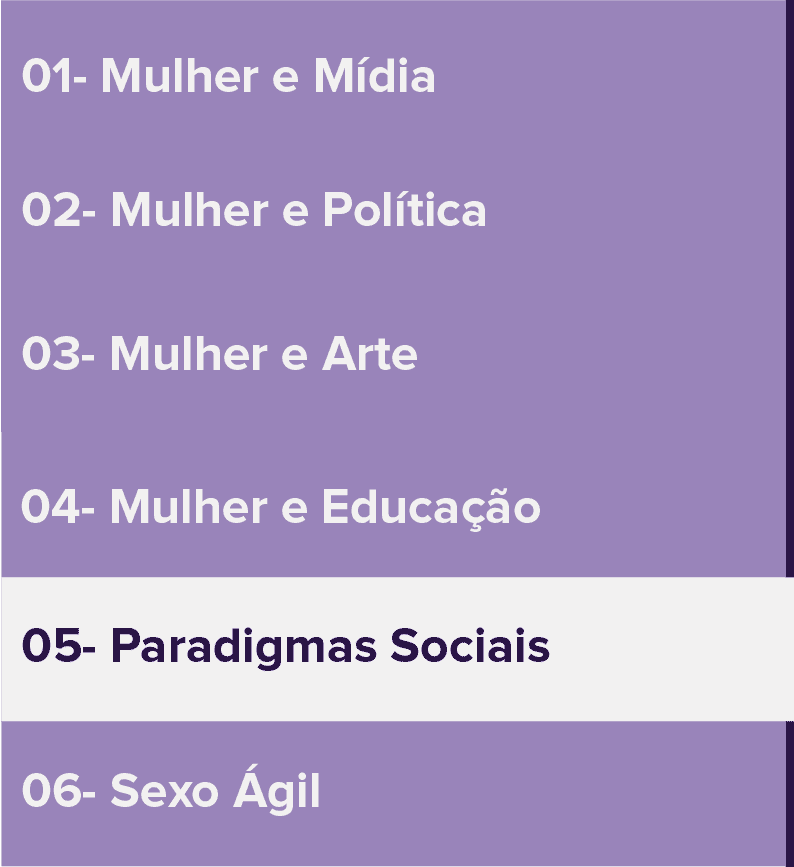 01- Mulher e Mídia
02- Mulher e Política
03- Mulher e Arte
04- Mulher e Educação
05- Paradigmas Sociais
06- Sexo Ágil